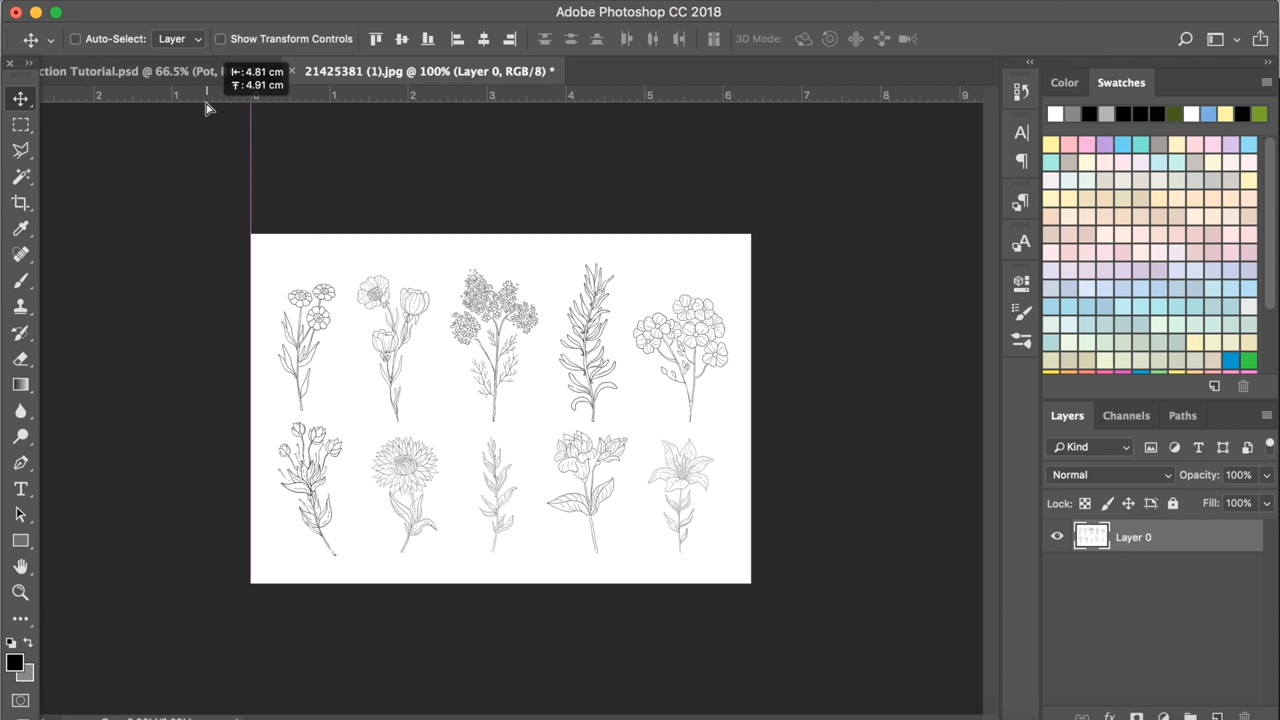 Adobe Photoshop CC 2018
Auto-Select: Layer Show Transform Controls 3D Mode:
ction Tutorial.psd @ 66.5% (Pot, 21425381 (1).jpg @ 100% (Layer 0, RGB/8) *
: 4.81 cm
: 4.91 cm
2 1 0 1 2 3 4 5 6 7 8 9
Color Swatches
Layers Channels Paths
Kind
Normal Opacity: 100%
Lock: Fill: 100%
Layer 0